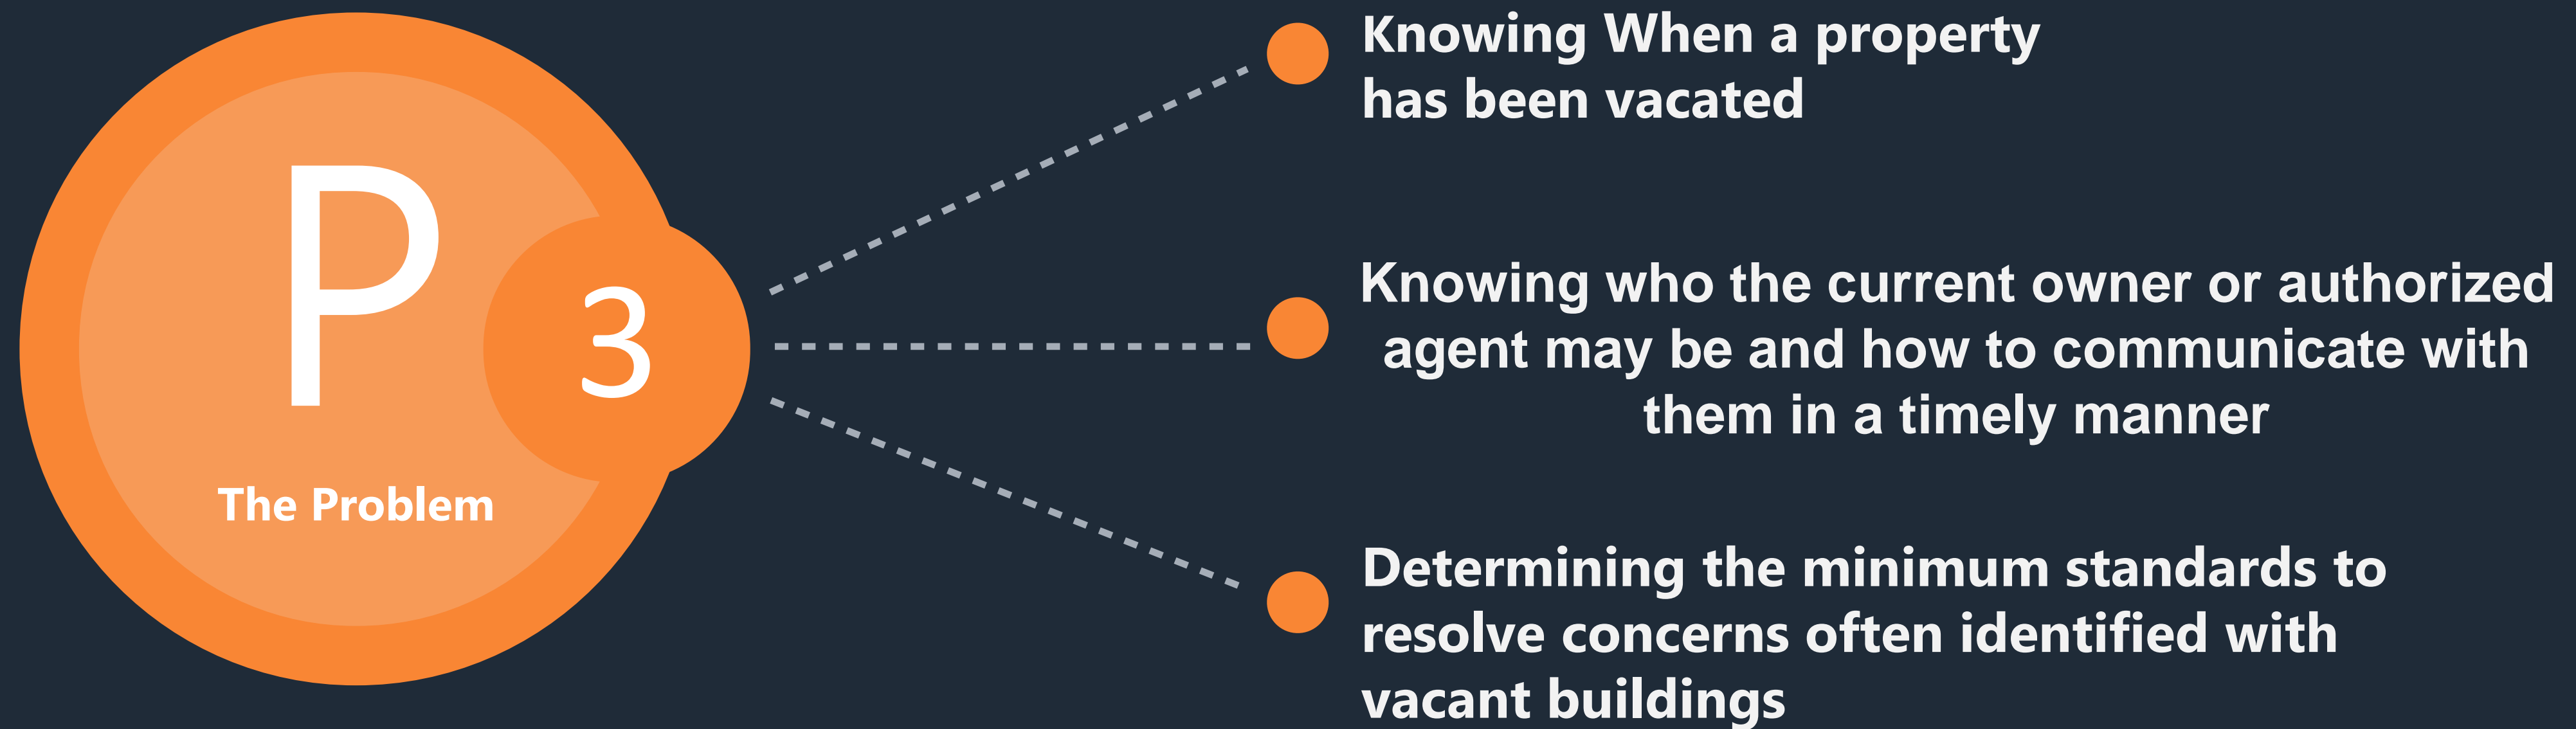 P
3
The Problem
Knowing When a property
has been vacated
Knowing who the current owner or authorized
agent may be and how to communicate with
them in a timely manner
Determining the minimum standards to
resolve concerns often identified with
vacant buildings